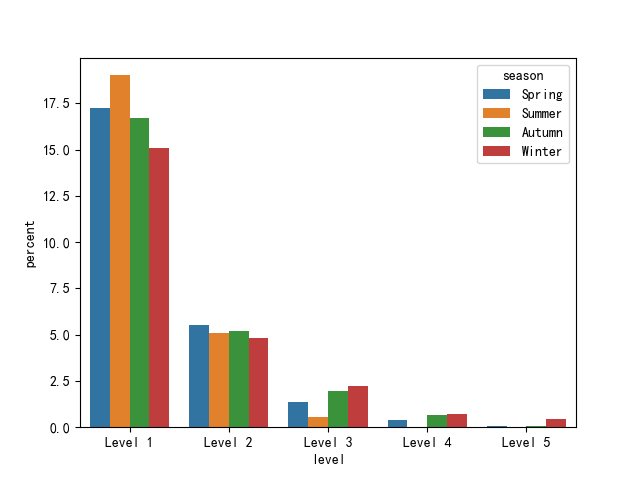 season
Spring
Summer
Autumn
Winter
17.5
15.0
12.5
10.0
7.5
5.0
2.5
0.0
percent
Level 1
Level 2
Level 3
Level 4
Level 5
level